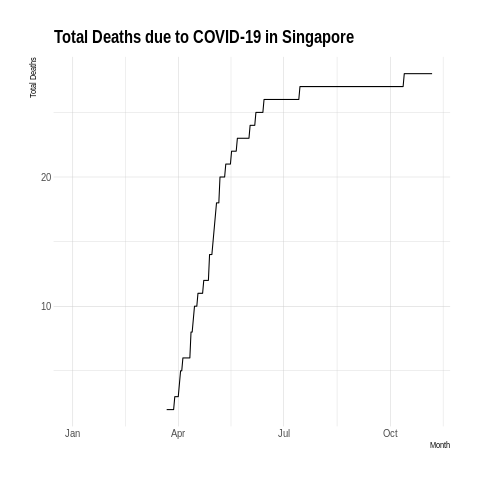 Total Deaths due to COVID-19 in Singapore
Total Deaths
20
10
Jan Apr Jul Oct
Month